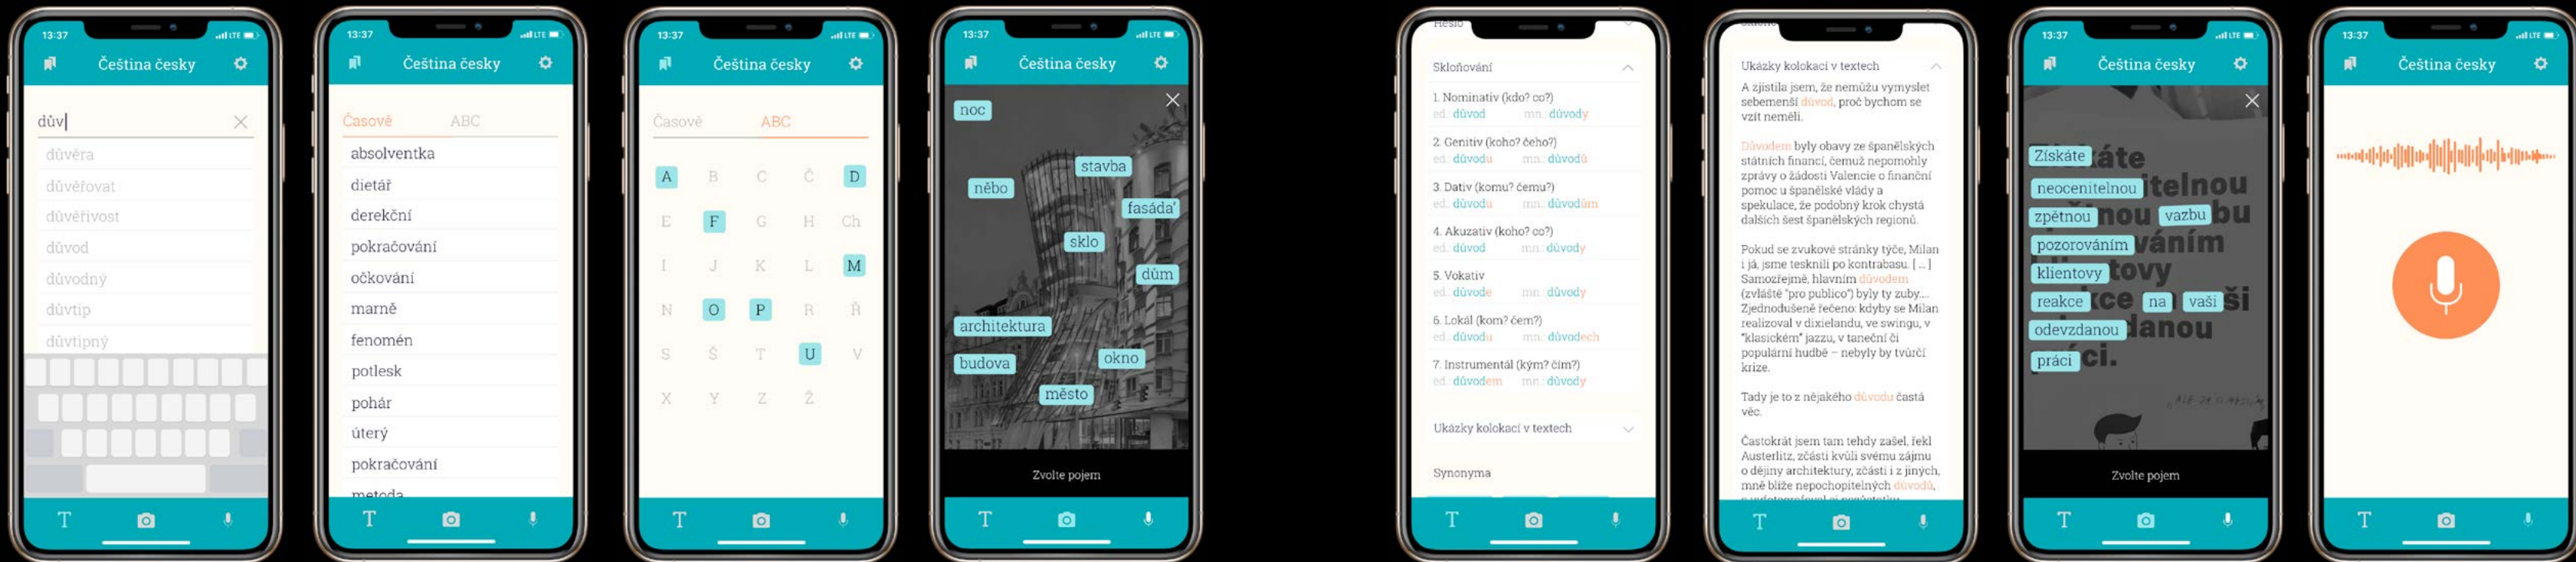 13:37
LTE
Čeština česky
dův
důvěra
důvěřovat
důvěřivost
důvod
důvodný
důvtip
důvtipný
T
13:37
LTE
Čeština česky
Časově ABC
absolventka
dietář
derekční
pokračování
očkování
marně
fenomén
potlesk
pohár
úterý
pokračování
metoda
T
13:37
LTE
Čeština česky
Časově ABC
A B C Č D
E F G H Ch
I J K L M
N O P R Ř
S Š T U V
X Y Z Ž
T
13:37
LTE
Čeština česky
noc
stavba
něbo
fasáda'
sklo
dům
architektura
okno
budova
město
Zvolte pojem
T
Heslo
Skloňování
1. Nominativ (kdo? co?)
ed.: důvod mn.: důvody
2. Genitiv (koho? čeho?)
ed.: důvodu mn.: důvodů
3. Dativ (komu? čemu?)
ed.: důvodu mn.: důvodům
4. Akuzativ (koho? co?)
ed.: důvod mn.: důvody
5. Vokativ
ed.: důvode mn.: důvody
6. Lokál (kom? čem?)
ed.: důvodu mn.: důvodech
7. Instrumentál (kým? čím?)
ed.: důvodem mn.: důvody
Ukázky kolokací v textech
Synonyma
T
Ukázky kolokací v textech
A zjistila jsem, že nemůžu vymyslet
sebemenší důvod, proč bychom se
vzít neměli.
Důvodem byly obavy ze španělských
státních financí, čemuž nepomohly
zprávy o žádosti Valencie o finanční
pomoc u španělské vlády a
spekulace, že podobný krok chystá
dalších šest španělských regionů.
Pokud se zvukové stránky týče, Milan
i já, jsme tesknili po kontrabasu. [ ... ]
Samozřejmě, hlavním důvodem
(zvláště "pro publico") byly ty zuby....
Zjednodušeně řečeno: kdyby se Milan
realizoval v dixielandu, ve swingu, v
"klasickém" jazzu, v taneční či
populární hudbě – nebyly by tvůrčí
krize.
Tady je to z nějakého důvodu častá
věc.
Častokrát jsem tam tehdy zašel, řekl
Austerlitz, zčásti kvůli svému zájmu
o dějiny architektury, zčásti i z jiných,
mně blíže nepochopitelných důvodů,
T
13:37
LTE
Čeština česky
Získáte
neocenitelnou
zpětnou vazbu
pozorováním
klientovy
reakce na vaší
odevzdanou
práci
Zvolte pojem
T
13:37
LTE
Čeština česky
T